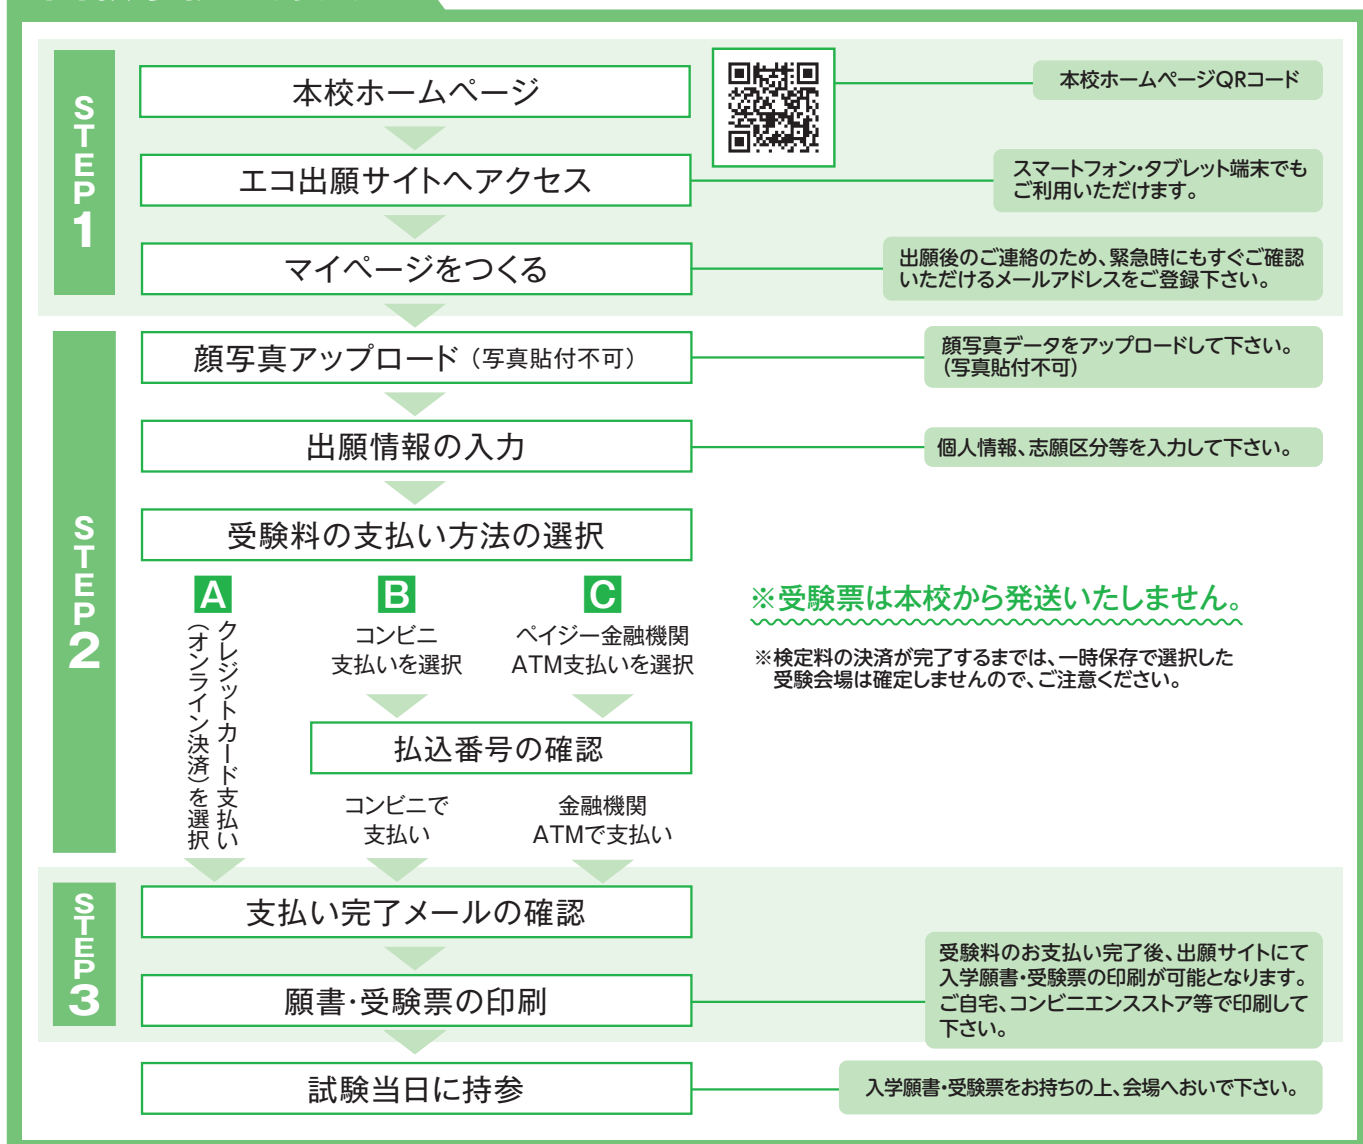 STEP1
本校ホームページ
本校ホームページQRコード
エコ出願サイトへアクセス
スマートフォン・タブレット端末でも
ご利用いただけます。
マイページをつくる
出願後のご連絡のため、緊急時にもすぐご確認
いただけるメールアドレスをご登録下さい。
STEP2
顔写真アップロード（写真貼付不可）
顔写真データをアップロードして下さい。
(写真貼付不可)
出願情報の入力
個人情報、志願区分等を入力して下さい。
受験料の支払い方法の選択
A
クレジットカード支払い
（オンライン決済）を選択
B
コンビニ
支払いを選択
C
ペイジー金融機関
ATM支払いを選択
払込番号の確認
コンビニで
支払い
金融機関
ATMで支払い
※受験票は本校から発送いたしません。
※検定料の決済が完了するまでは、一時保存で選択した
受験会場は確定しませんので、ご注意ください。
STEP3
支払い完了メールの確認
願書・受験票の印刷
受験料のお支払い完了後、出願サイトにて
入学願書・受験票の印刷が可能となります。
ご自宅、コンビニエンスストア等で印刷して
下さい。
試験当日に持参
入学願書・受験票をお持ちの上、会場へおいで下さい。